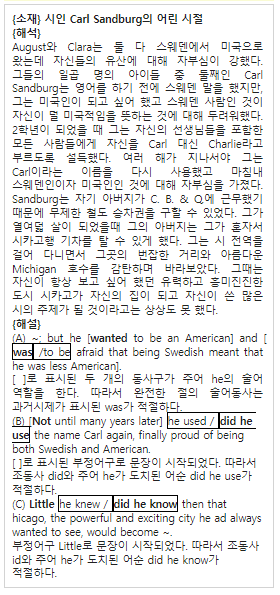 {소재} 시인 Carl Sandburg의 어린 시절
{해석}
August와 Clara는 둘 다 스웨덴에서 미국으로
왔는데 자신들의 유산에 대해 자부심이 강했다.
그들의 일곱 명의 아이들 중 둘째인 Carl
Sandburg는 영어를 하기 전에 스웨덴 말을 했지만,
그는 미국인이 되고 싶어 했고 스웨덴 사람인 것이
자신이 덜 미국적임을 뜻하는 것에 대해 두려워했다.
2학년이 되었을 때 그는 자신의 선생님들을 포함한
모든 사람들에게 자신을 Carl 대신 Charlie라고
부르도록 설득했다. 여러 해가 지나서야 그는
Carl이라는 이름을 다시 사용했고 마침내
스웨덴인이자 미국인인 것에 대해 자부심을 가졌다.
Sandburg는 자기 아버지가 C. B. & Q.에 근무했기
때문에 무제한 철도 승차권을 구할 수 있었다. 그가
열여덟 살이 되었을때 그의 아버지는 그가 혼자서
시카고행 기차를 탈 수 있게 했다. 그는 시 전역을
걸어 다니면서 그곳의 번잡한 거리와 아름다운
Michigan 호수를 감탄하며 바라보았다. 그때는
자신이 항상 보고 싶어 했던 유력하고 흥미진진한
도시 시카고가 자신의 집이 되고 자신이 쓴 많은
시의 주제가 될 것이라고는 상상도 못 했다.
{해설}
(A) ~; but he [wanted to be an American] and [
was /to be afraid that being Swedish meant that
he was less American].
[ ]로 표시된 두 개의 동사구가 주어 he의 술어
역할을 한다. 따라서 완전한 절의 술어동사는
과거시제가 표시된 was가 적절하다.
(B) [Not until many years later] he used / did he
use the name Carl again, finally proud of being
both Swedish and American.
[ ]로 표시된 부정어구로 문장이 시작되었다. 따라서
조동사 did와 주어 he가 도치된 어순 did he use가
적절하다.
(C) Little he knew / did he know then that
hicago, the powerful and exciting city he ad always
wanted to see, would become ~.
부정어구 Little로 문장이 시작되었다. 따라서 조동사
id와 주어 he가 도치된 어순 did he know가
적절하다.